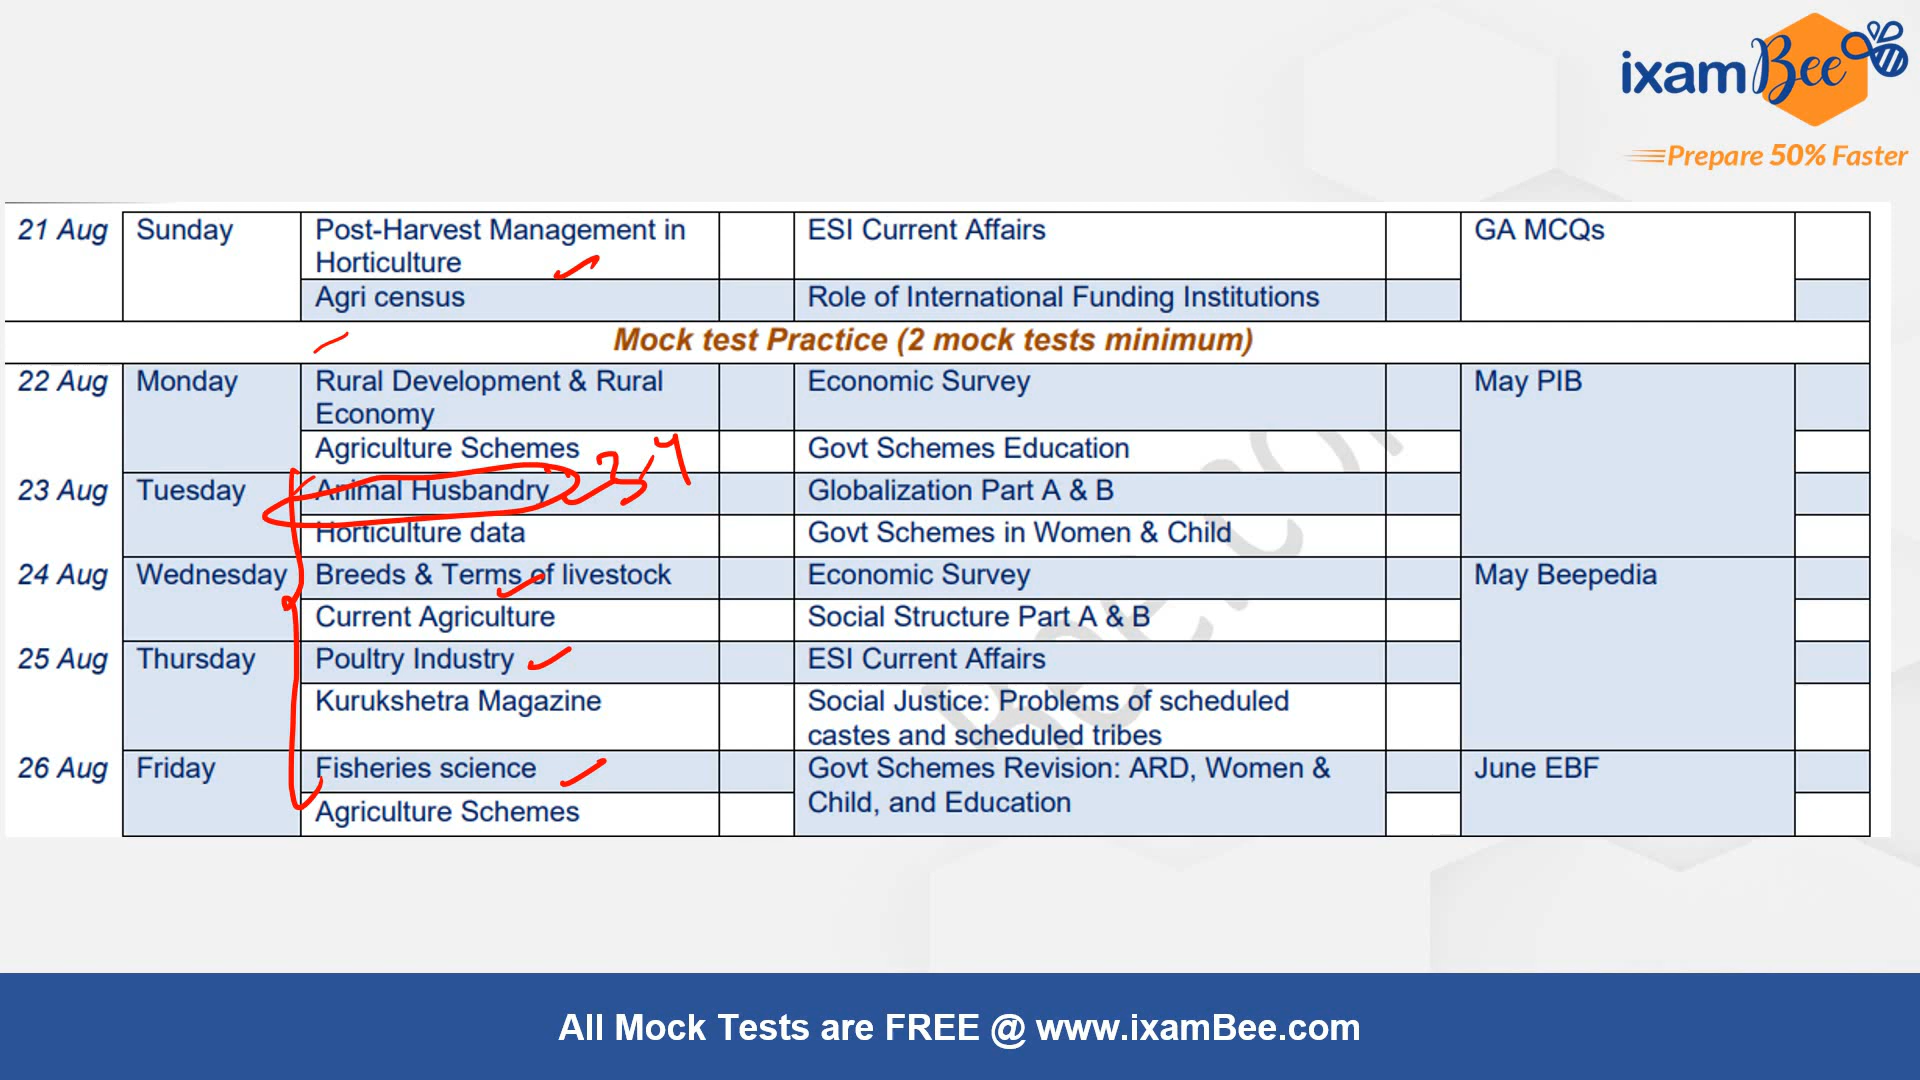 ixamBee
Prepare 50% Faster
21 Aug Sunday Post-Harvest Management in ESI Current Affairs GA MCQs
Horticulture
Agri census Role of International Funding Institutions
Mock test Practice (2 mock tests minimum)
22 Aug Monday Rural Development & Rural Economic Survey May PIB
Economy
Agriculture Schemes Govt Schemes Education
23 Aug Tuesday Animal Husbandry Globalization Part A & B
Horticulture data Govt Schemes in Women & Child
24 Aug Wednesday Breeds & Terms of livestock Economic Survey May Beepedia
Current Agriculture Social Structure Part A & B
25 Aug Thursday Poultry Industry ESI Current Affairs
Kurukshetra Magazine Social Justice: Problems of scheduled
castes and scheduled tribes
26 Aug Friday Fisheries science Govt Schemes Revision: ARD, Women & June EBF
Child, and Education
Agriculture Schemes
All Mock Tests are FREE @ www.ixamBee.com